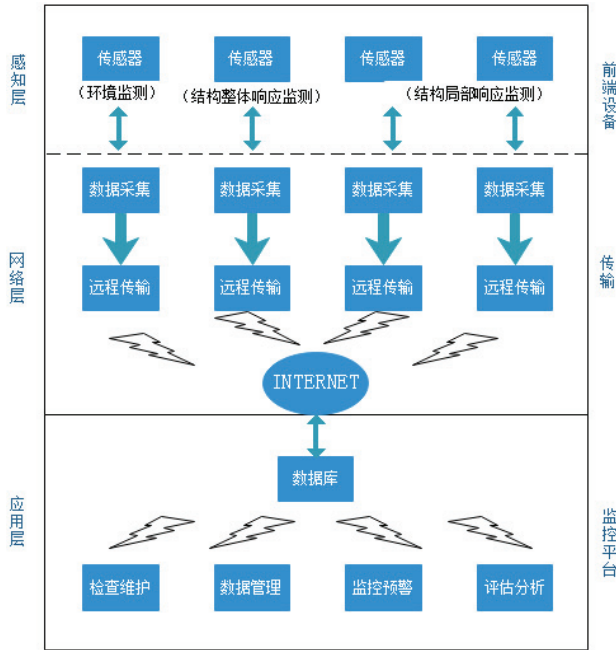 感知层
传感器
传感器
传感器
传感器
前端设备
（环境监测）
（结构整体响应监测）
（结构局部响应监测）
网络层
数据采集
数据采集
数据采集
数据采集
传输
远程传输
远程传输
远程传输
远程传输
INTERNET
应用层
数据库
监控平台
检查维护
数据管理
监控预警
评估分析